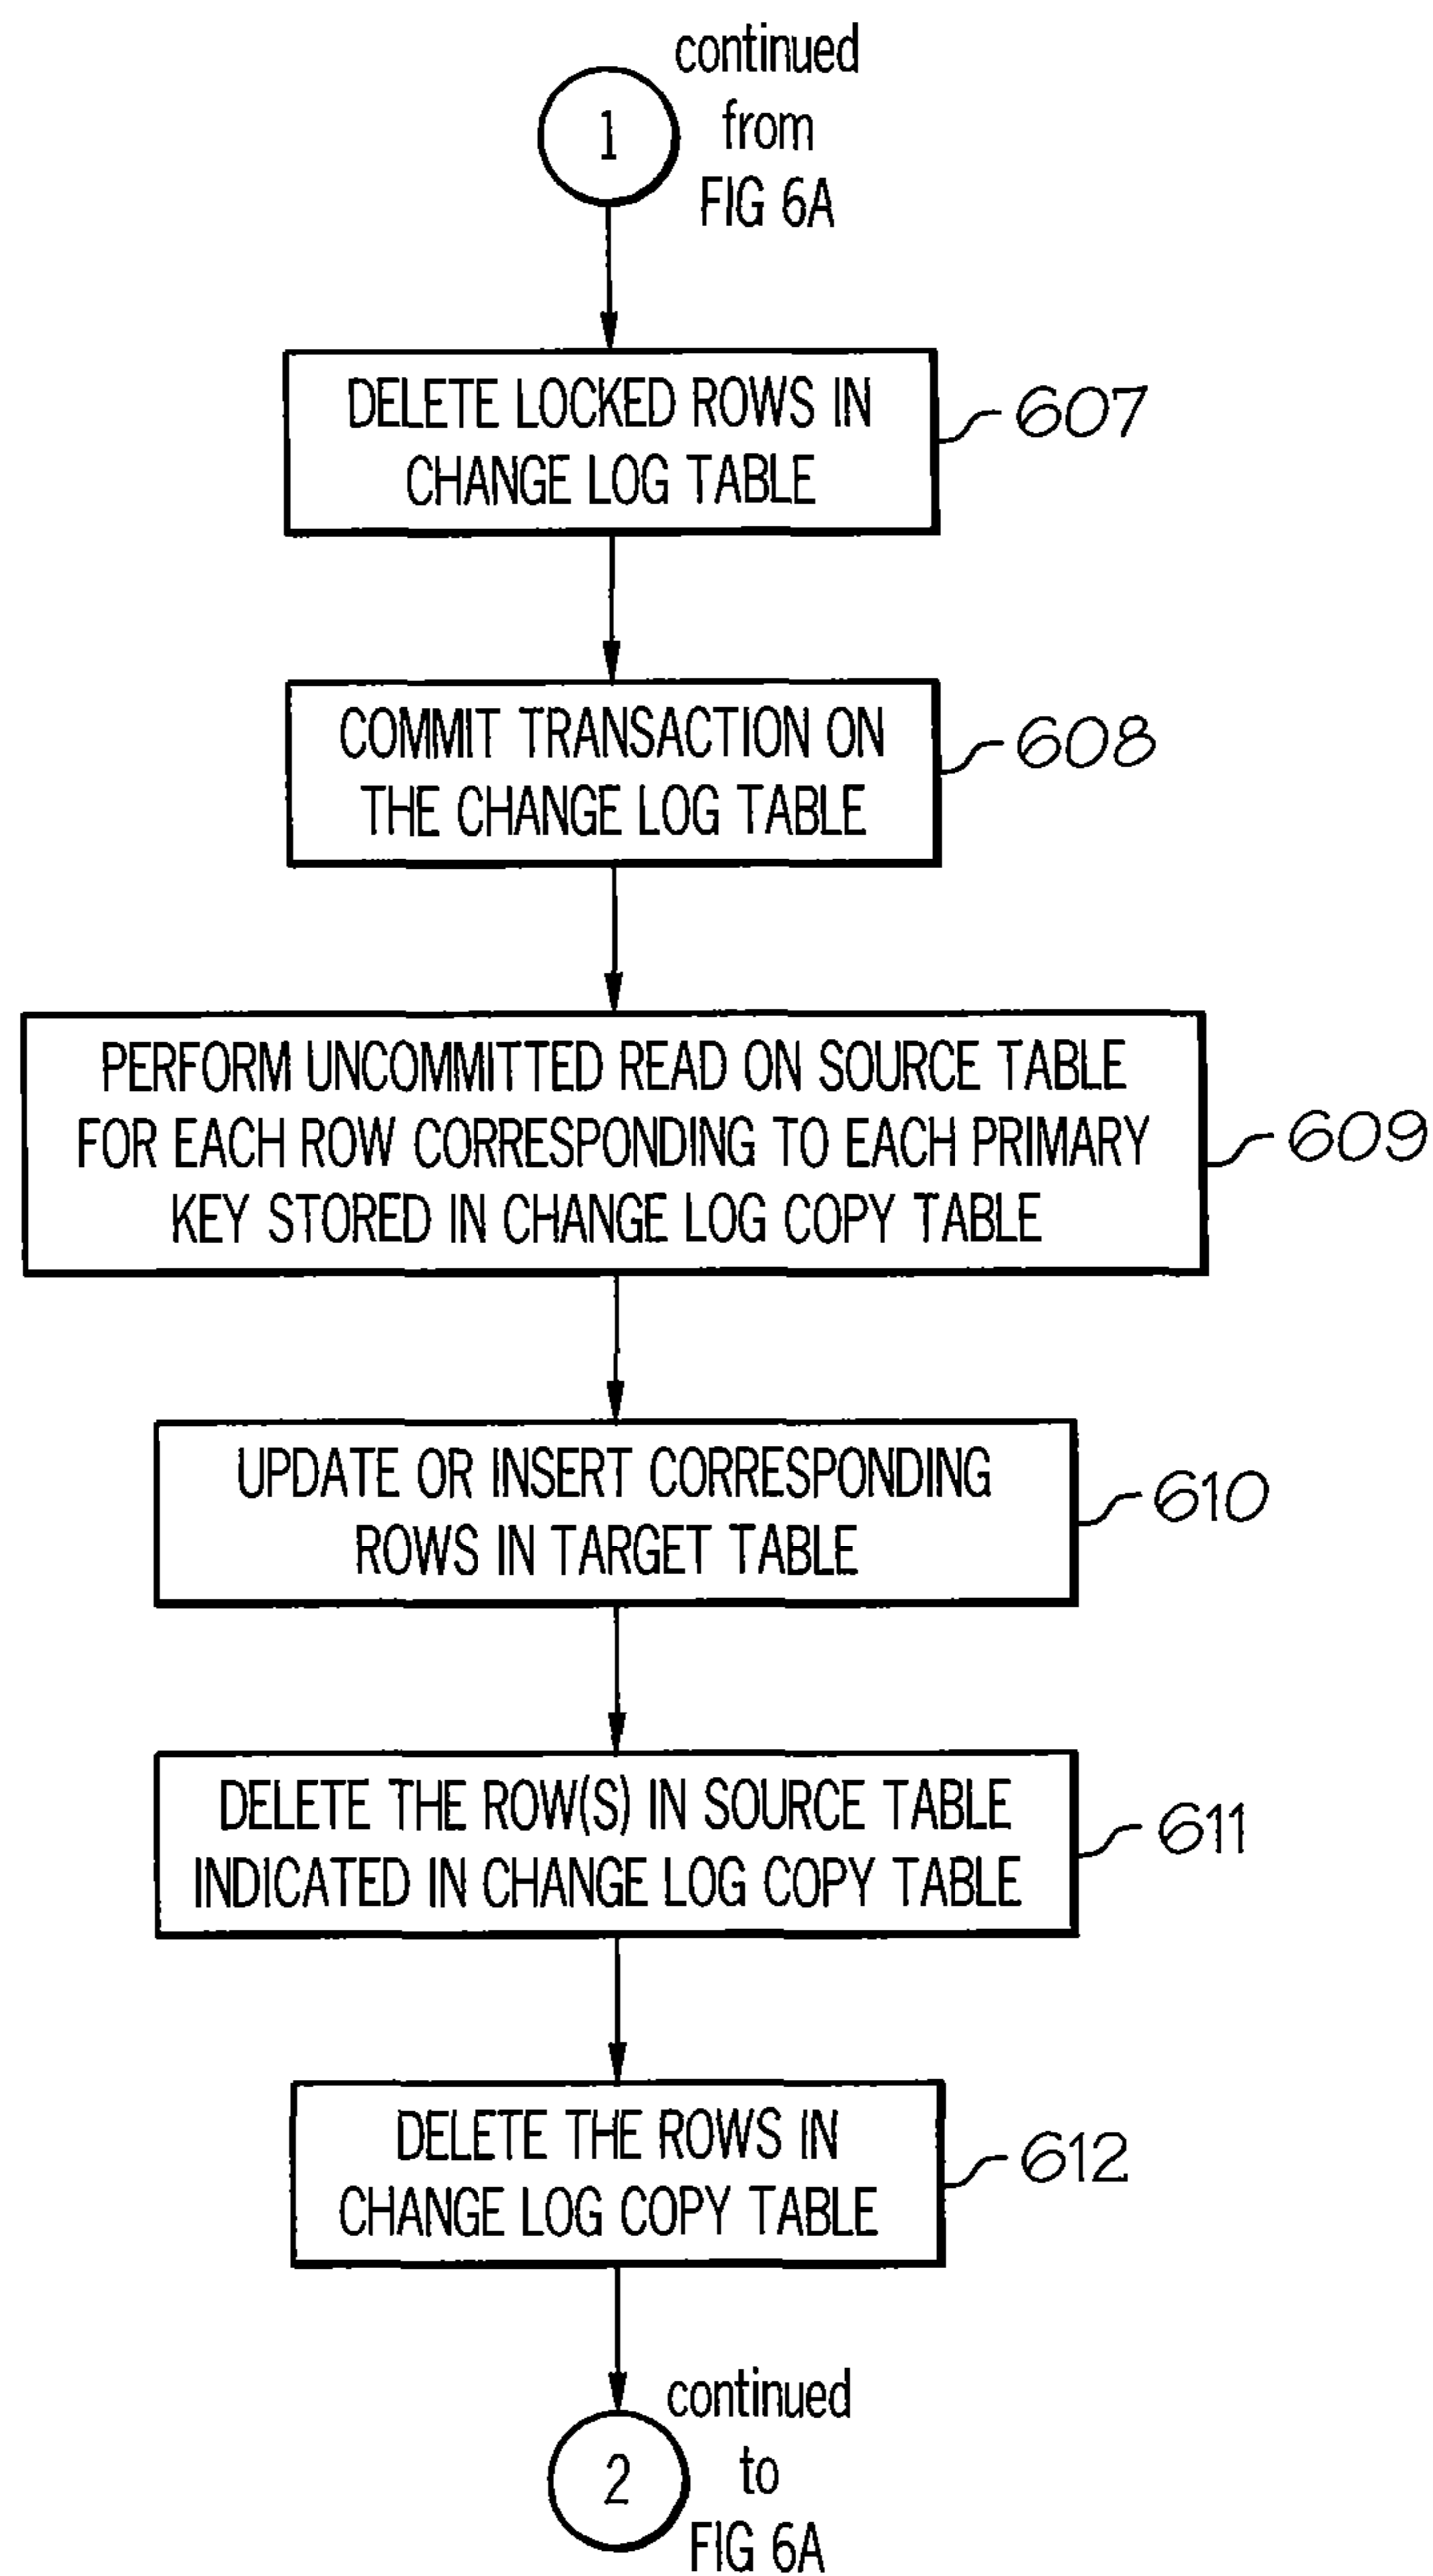 continued
from
FIG 6A
1
DELETE LOCKED ROWS IN
CHANGE LOG TABLE
607
COMMIT TRANSACTION ON
THE CHANGE LOG TABLE
608
PERFORM UNCOMMITTED READ ON SOURCE TABLE
FOR EACH ROW CORRESPONDING TO EACH PRIMARY
KEY STORED IN CHANGE LOG COPY TABLE
609
UPDATE OR INSERT CORRESPONDING
ROWS IN TARGET TABLE
610
DELETE THE ROW(S) IN SOURCE TABLE
INDICATED IN CHANGE LOG COPY TABLE
611
DELETE THE ROWS IN
CHANGE LOG COPY TABLE
612
continued
to
FIG 6A
2